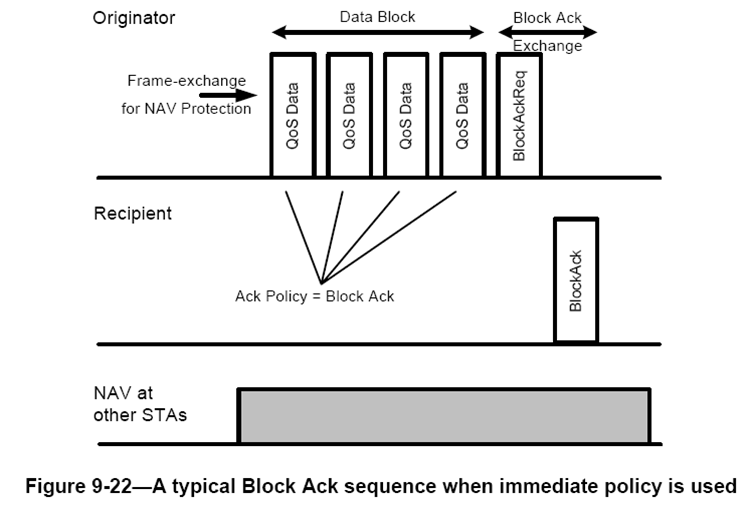 Originator
Data Block
Block Ack
Exchange
Frame-exchange
for NAV Protection
QoS Data
QoS Data
QoS Data
QoS Data
BlockAckReq
Recipient
Ack Policy = Block Ack
BlockAck
NAV at
other STAs
Figure 9-22—A typical Block Ack sequence when immediate policy is used